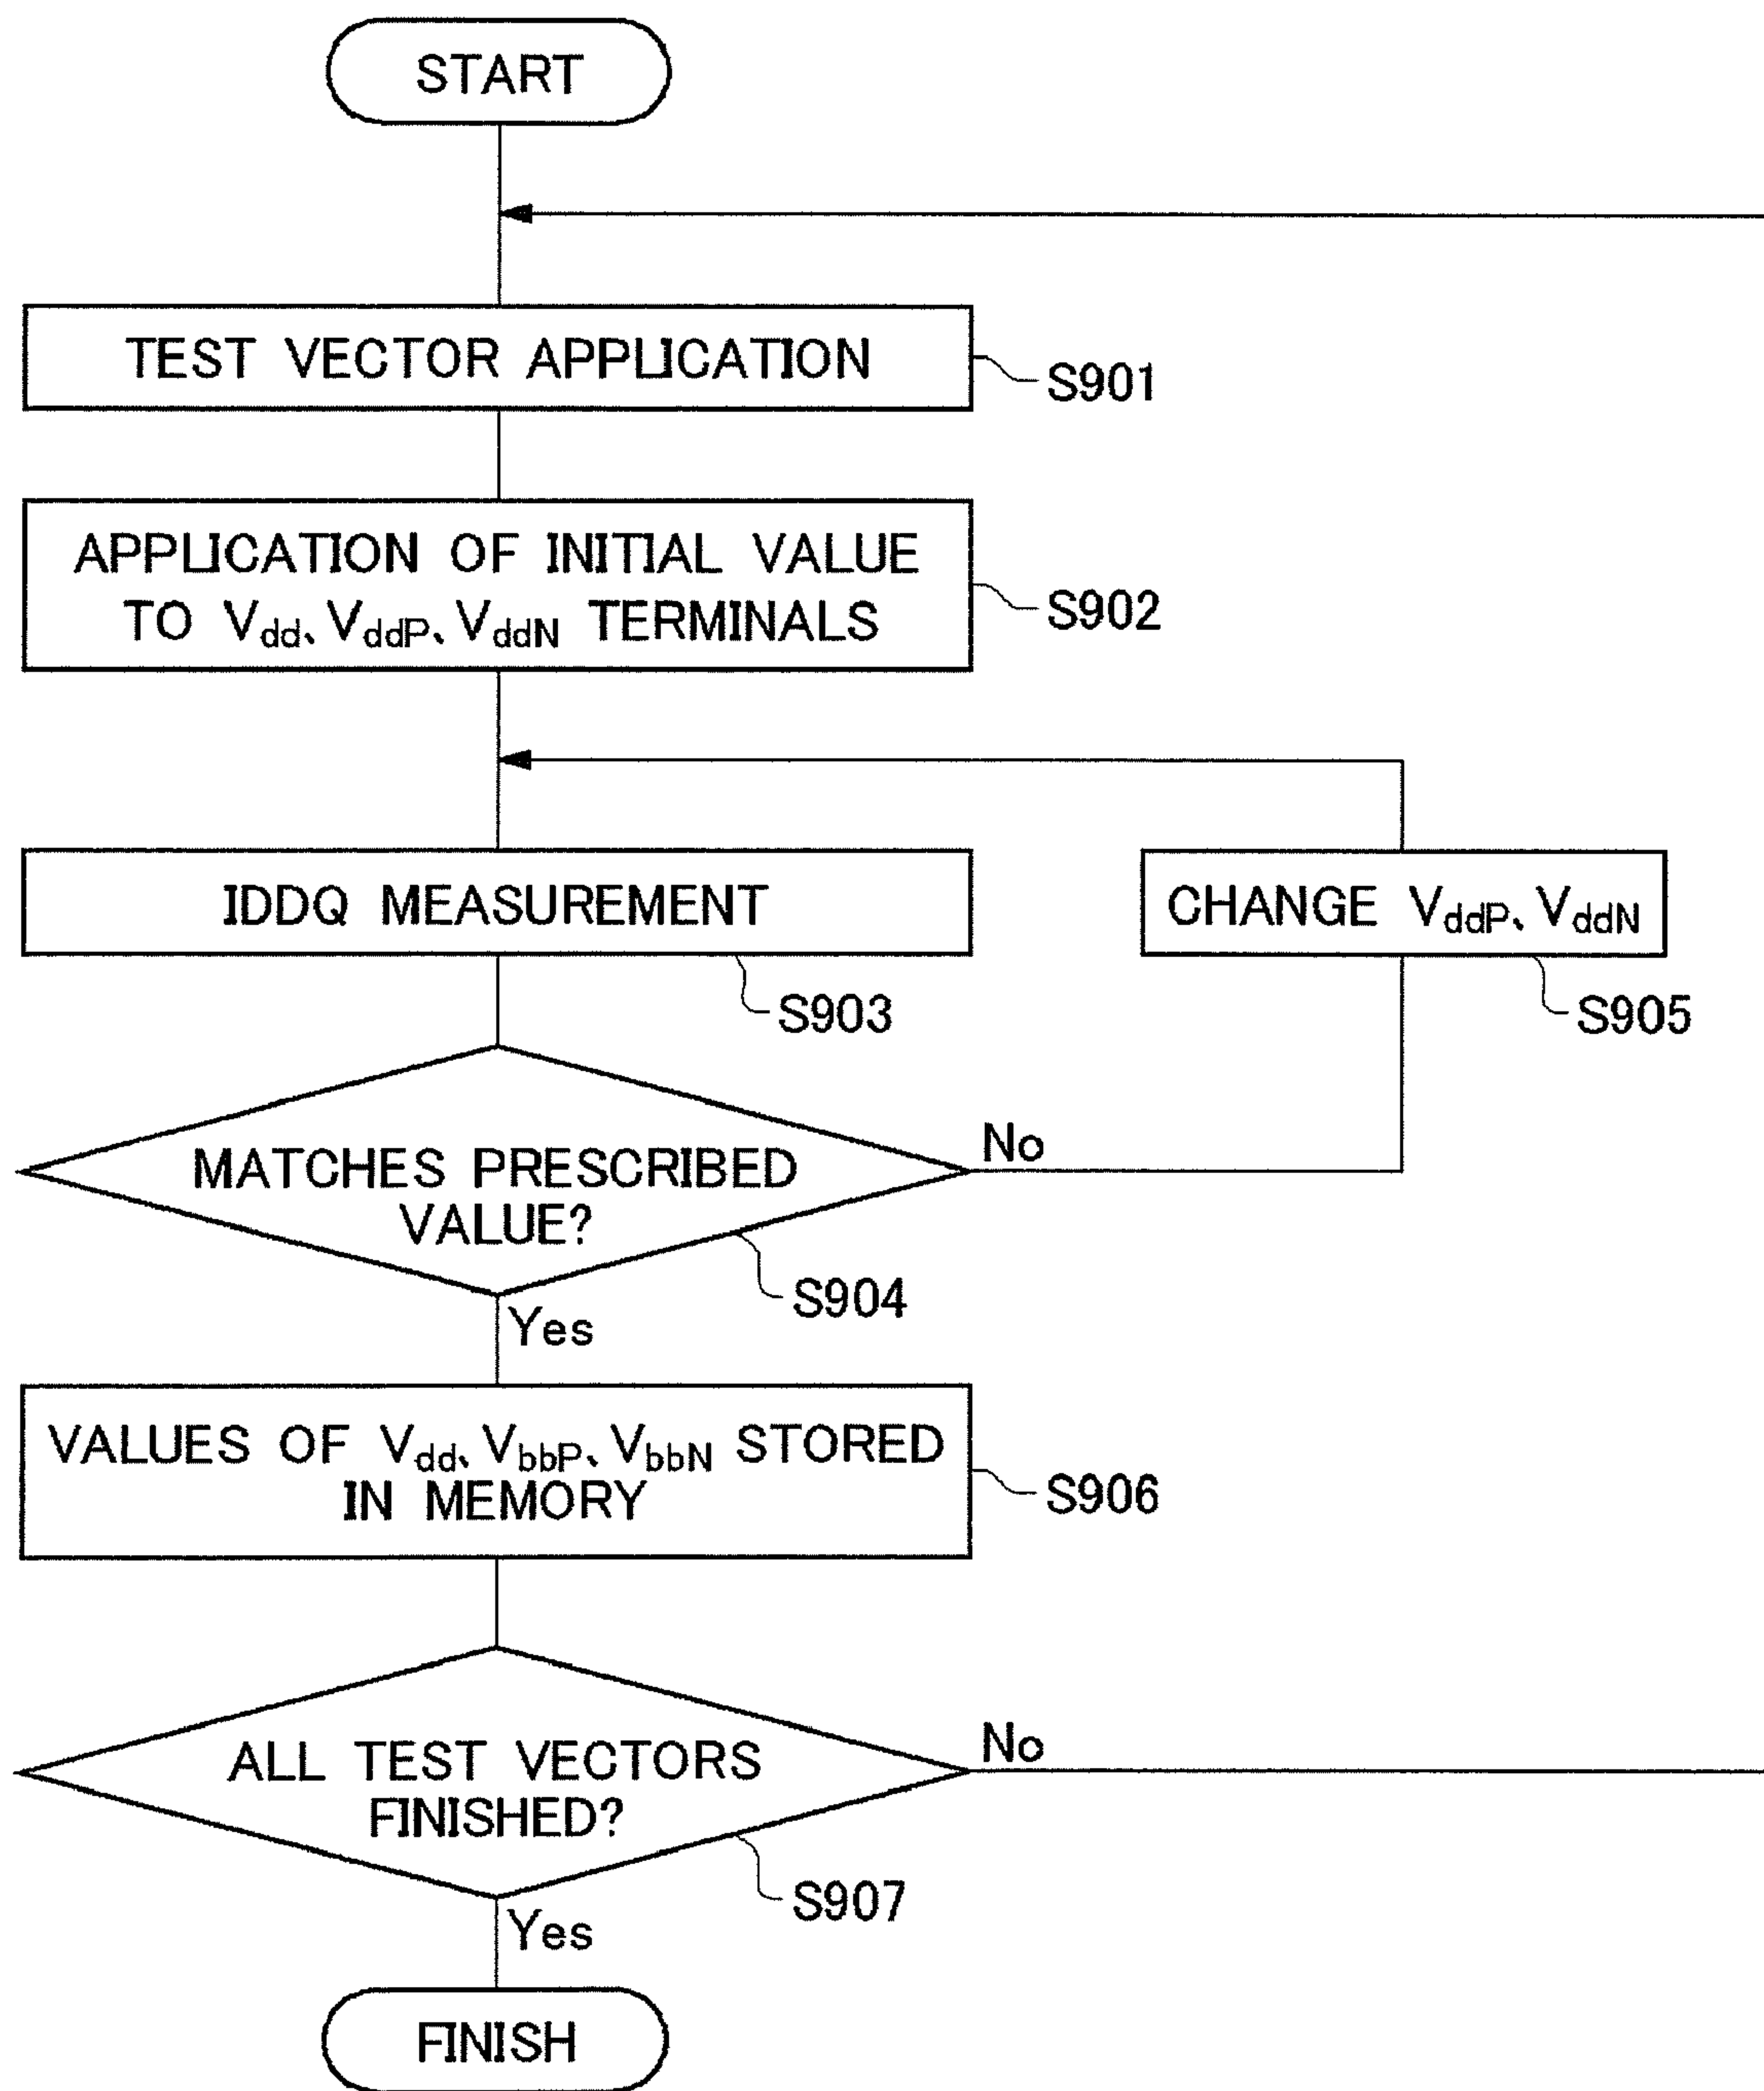 START
TEST VECTOR APPLICATION
S901
APPLICATION OF INITIAL VALUE
TO Vdd、VddP、VddN TERMINALS
S902
IDDQ MEASUREMENT
S903
CHANGE VddP、VddN
S905
MATCHES PRESCRIBED
VALUE?
No
S904
Yes
VALUES OF Vdd、VbbP、VbbN STORED
IN MEMORY
S906
ALL TEST VECTORS
FINISHED?
No
S907
Yes
FINISH